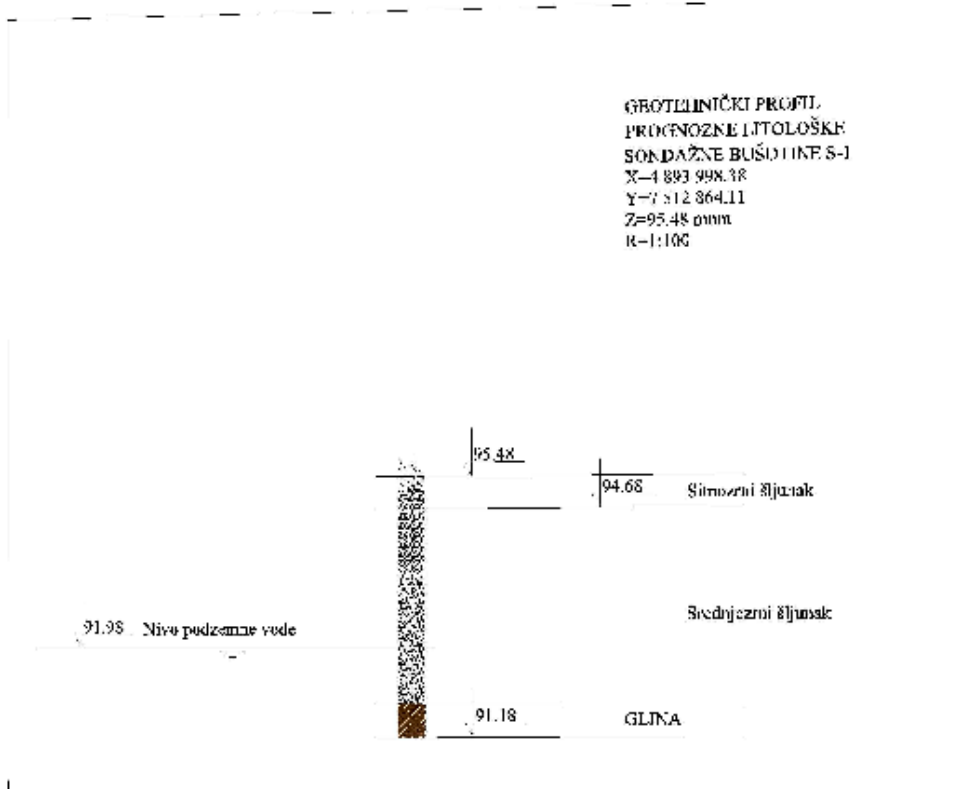 GEOTEHNIČKI PROFIL
PROGNOZNE LITOLOŠKE
SONDAŽNE BUŠOTINE S-1
X=4 893 998.38
Y=7 512 864.11
Z=95.48 mnm
R=1:100
95.48
94.68
Sitnozrni šljunak
Srednjezrni šljunak
91.98 Nivo podzemne vode
91.18
GLINA